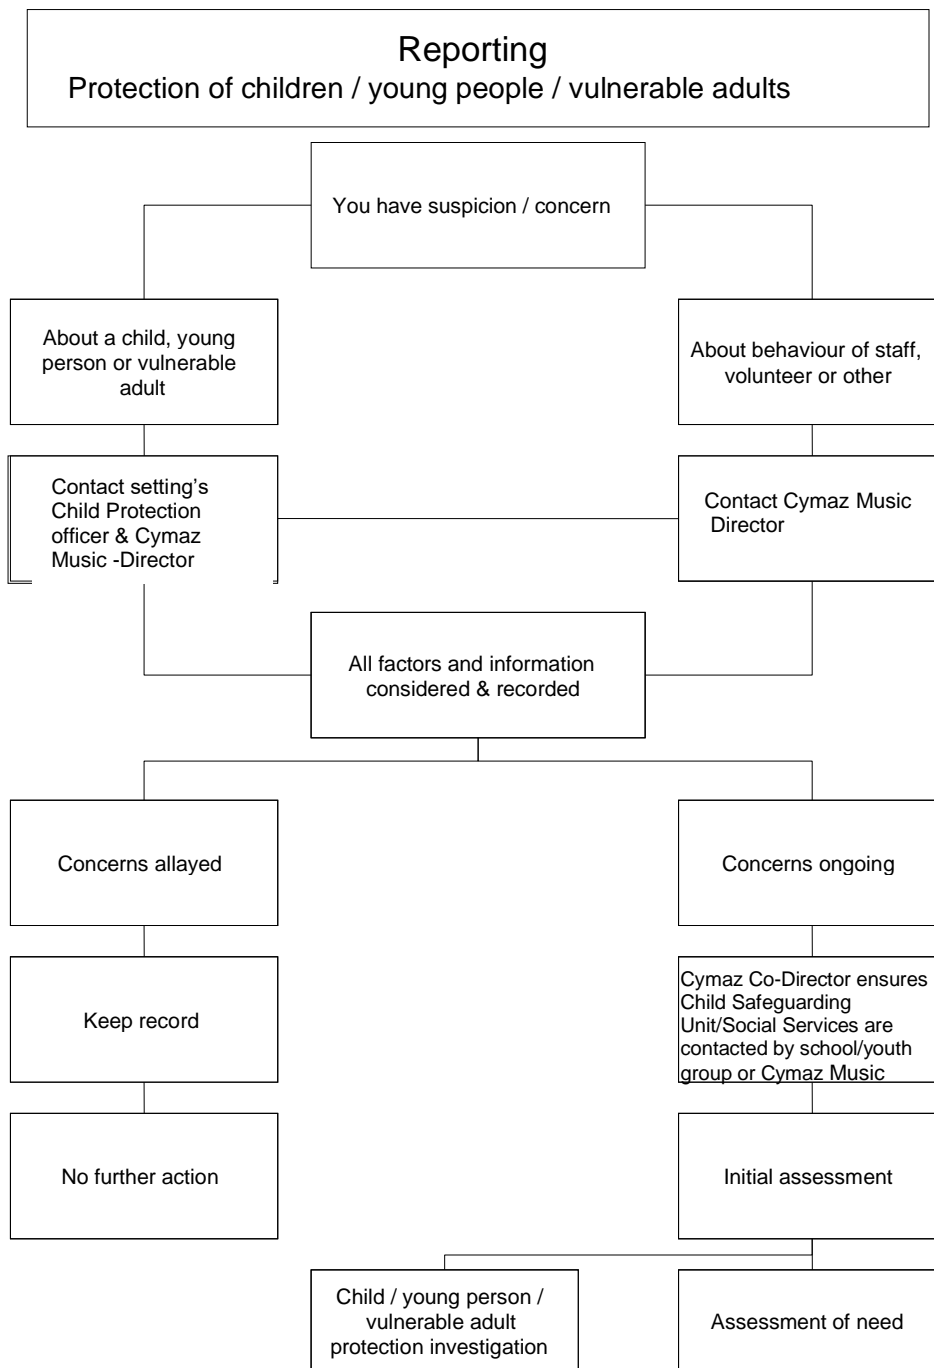 Reporting
Protection of children / young people / vulnerable adults
You have suspicion / concern
About a child, young
person or vulnerable
adult
About behaviour of staff,
volunteer or other
Contact setting’s
Child Protection
officer & Cymaz
Music -Director
Contact Cymaz Music
Director
All factors and information
considered & recorded
Concerns allayed
Concerns ongoing
Keep record
Cymaz Co-Director ensures
Child Safeguarding
Unit/Social Services are
contacted by school/youth
group or Cymaz Music
No further action
Initial assessment
Child / young person /
vulnerable adult
protection investigation
Assessment of need